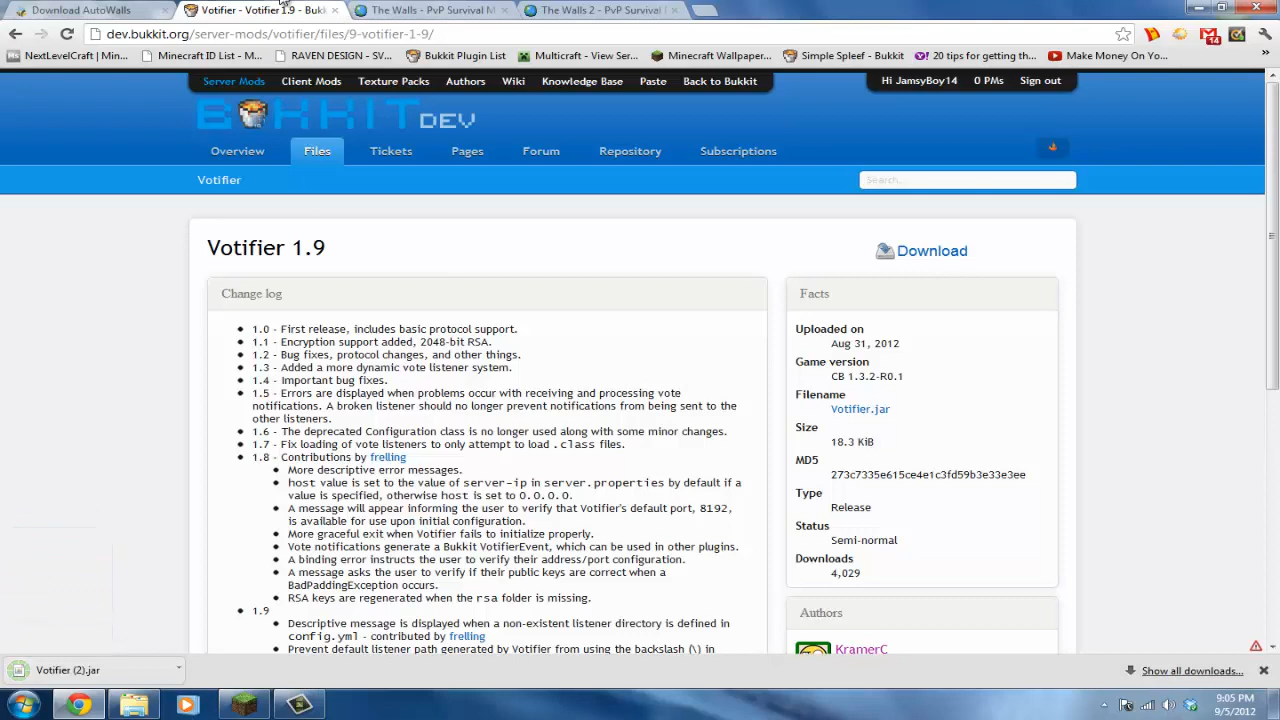 Download AutoWalls
Votifier - Votifier 1.9 - Bukk
The Walls - PvP Survival M
The Walls 2 - PvP Survival
dev.bukkit.org/server-mods/votifier/files/9-votifier-1-9/
14
NextLevelCraft | Min...
Minecraft ID List - M...
RAVEN DESIGN - SV...
Bukkit Plugin List
Multicraft - Server V...
Minecraft Wallpaper...
Simple Spleef - Bukkit
20 tips for getting th...
Make Money On You...
Server Mods
Client Mods
Texture Packs
Authors
Wiki
Knowledge Base
Paste
Back to Bukkit
Hi JamsyBoy14
0 PMs
Sign out
BUKKIT DEV
Overview
Files
Tickets
Pages
Forum
Repository
Subscriptions
Votifier
Search...
Votifier 1.9
Download
Change log
1.0 - First release, includes basic protocol support.
1.1 - Encryption support added, 2048-bit RSA.
1.2 - Bug fixes, protocol changes, and other things.
1.3 - Added a more dynamic vote listener system.
1.4 - Important bug fixes.
1.5 - Errors are displayed when problems occur with receiving and processing vote
notifications. A broken listener should no longer prevent notifications from being sent to the
other listeners.
1.6 - The deprecated Configuration class is no longer used along with some minor changes.
1.7 - Fix loading of vote listeners to only attempt to load .class files.
1.8 - Contributions by frelling
More descriptive error messages.
host value is set to the value of server-ip in server.properties by default if a
value is specified, otherwise host is set to 0.0.0.0.
A message will appear informing the user to verify that Votifier's default port, 8192,
is available for use upon initial configuration.
More graceful exit when Votifier fails to initialize properly.
Vote notifications generate a Bukkit VotifierEvent, which can be used in other plugins.
A binding error instructs the user to verify their address/port configuration.
A message asks the user to verify if their public keys are correct when a
BadPaddingException occurs.
RSA keys are regenerated when the rsa folder is missing.
1.9
Descriptive message is displayed when a non-existent listener directory is defined in
config.yml - contributed by frelling
Prevent default listener path generated by Votifier from using the backslash (\) in
Facts
Uploaded on
Aug 31, 2012
Game version
CB 1.3.2-R0.1
Filename
Votifier.jar
Size
18.3 KiB
MD5
273c7335e615ce4e1c3fd59b3e33e3ee
Type
Release
Status
Semi-normal
Downloads
4,029
Authors
KramerC
Votifier (2).jar
Show all downloads...
9:05 PM
9/5/2012